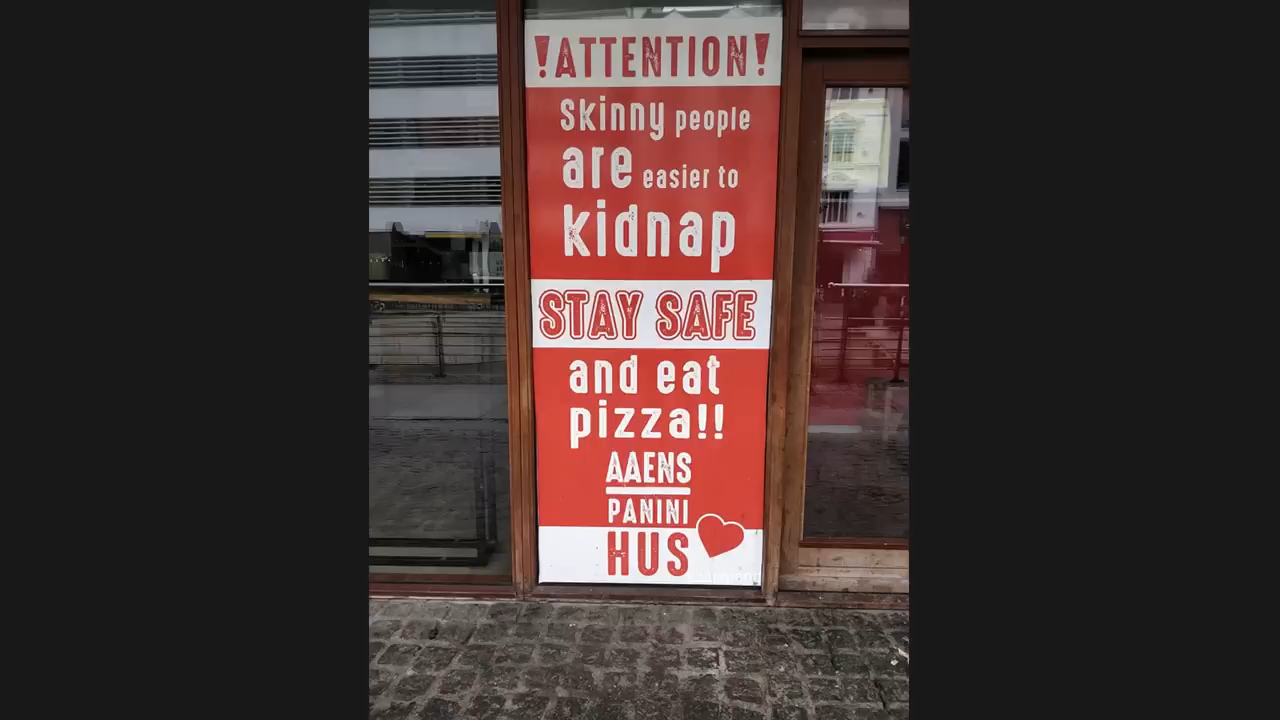 !ATTENTION!
Skinny people
are easier to
kidnap
STAY SAFE
and eat
pizza!!
AAENS
PANINI
HUS